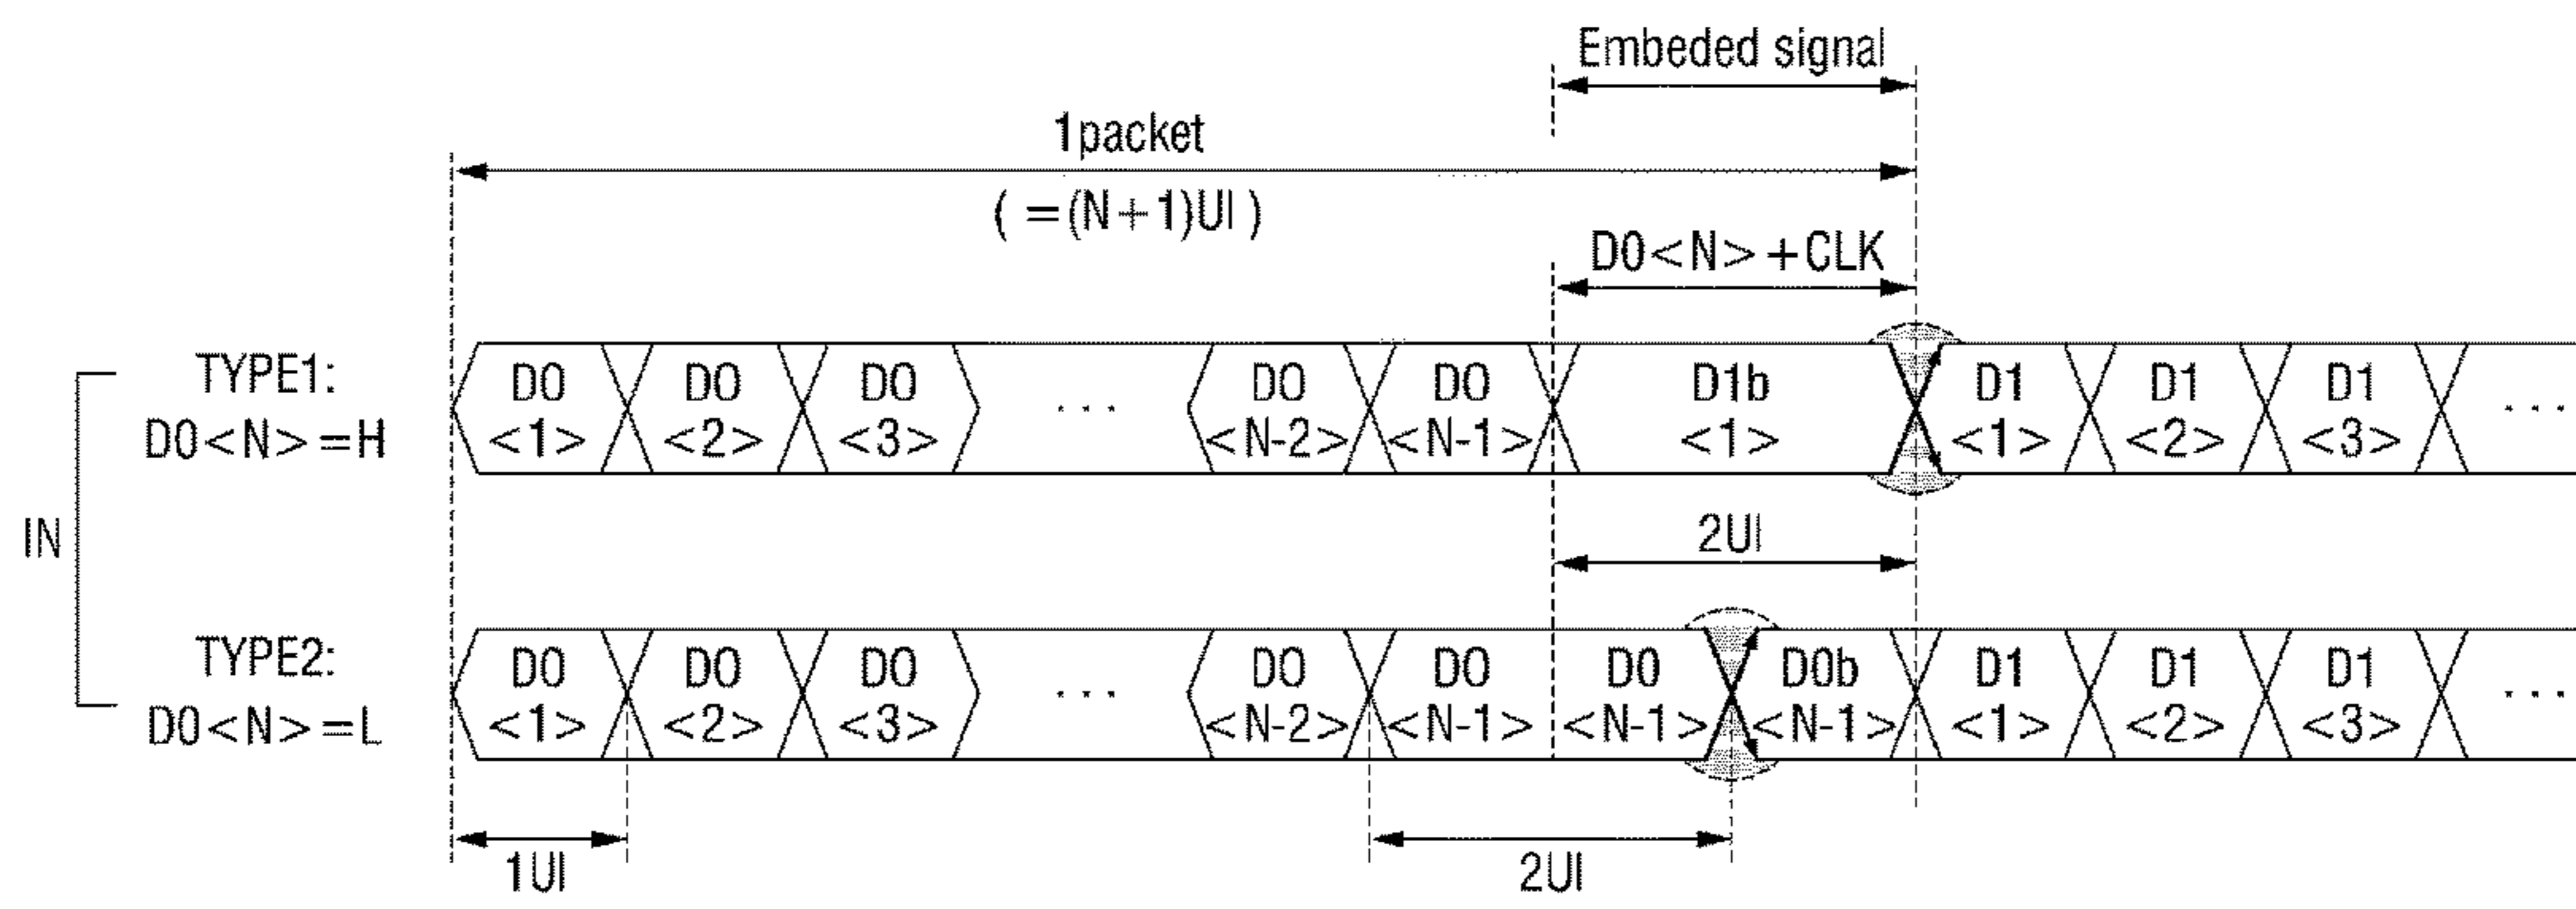 Embeded signal
1packet
( =(N+1)UI )
D0<N>+CLK
TYPE1:
D0<N>=H
D0 D0 D0 ... D0 D0 D1b D1 D1 D1 ...
<1> <2> <3> <N-2> <N-1> <1> <1> <2> <3>
IN
2UI
TYPE2:
D0<N>=L
D0 D0 D0 ... D0 D0 D0 D0b D1 D1 D1 ...
<1> <2> <3> <N-2> <N-1> <N-1> <N-1> <1> <2> <3>
1UI
2UI